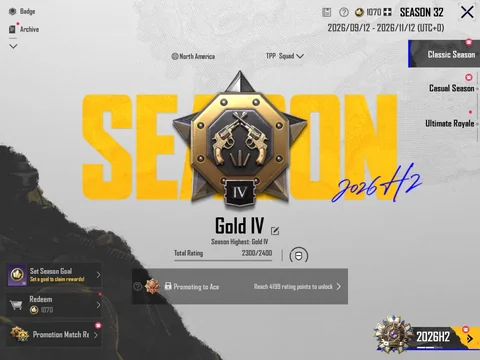 Badge
1070
SEASON 32
Archive
2026/09/12 - 2026/11/12 (UTC+0)
North America
TPP Squad
Classic Season
Casual Season
Ultimate Royale
SEASON
2026 H2
IV
Gold IV
Season Highest: Gold IV
Total Rating
2300/2400
Set Season Goal
Set a goal to claim rewards!
Promoting to Ace
Reach 4199 rating points to unlock
Redeem
1070
Promotion Match Re
2026H2